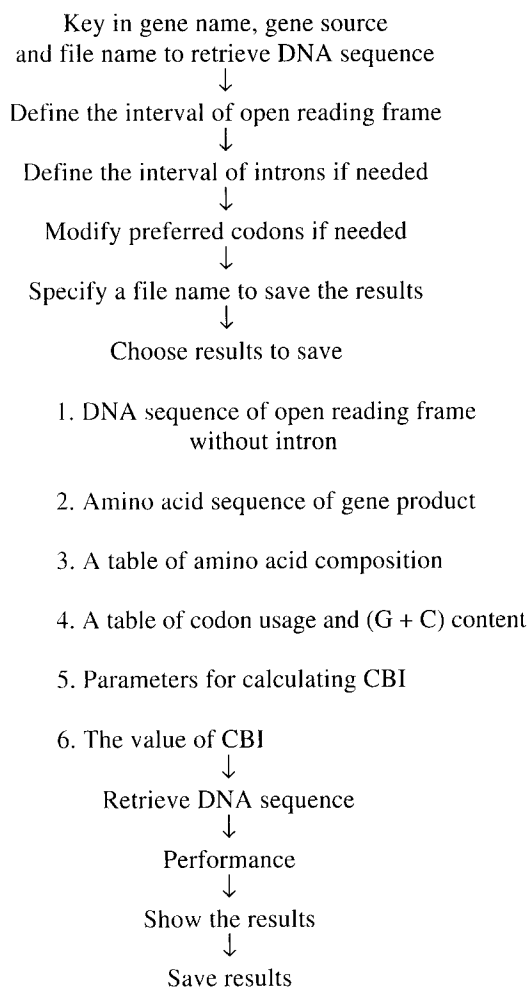 Key in gene name, gene source
and file name to retrieve DNA sequence
↓
Define the interval of open reading frame
↓
Define the interval of introns if needed
↓
Modify preferred codons if needed
↓
Specify a file name to save the results
↓
Choose results to save
1. DNA sequence of open reading frame
without intron
2. Amino acid sequence of gene product
3. A table of amino acid composition
4. A table of codon usage and (G + C) content
5. Parameters for calculating CBI
6. The value of CBI
↓
Retrieve DNA sequence
↓
Performance
↓
Show the results
↓
Save results